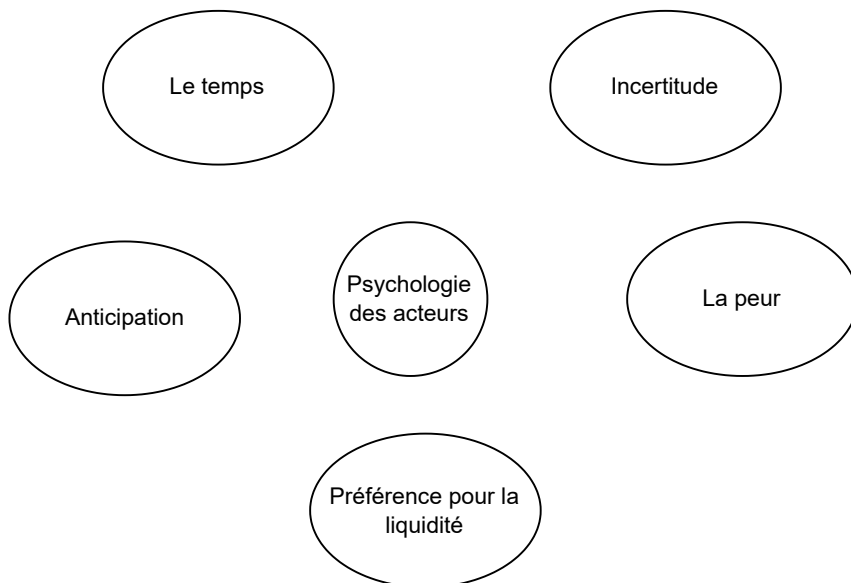 Le temps
Incertitude
Psychologie
des acteurs
La peur
Anticipation
Préférence pour la
liquidité